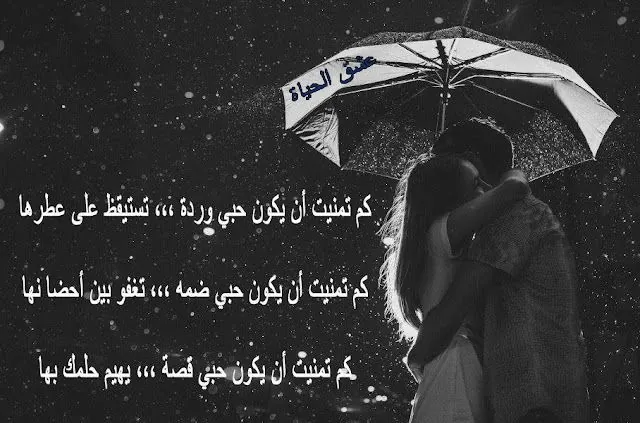 عشق الحياة
كم تمنيت أن يكون حبي وردة ،،، تستيقظ على عطرها
كم تمنيت أن يكون حبي ضمه ،،، تغفو بين أحضا نها
كم تمنيت أن يكون حبي قصة ،،، يهيم حلمك بها